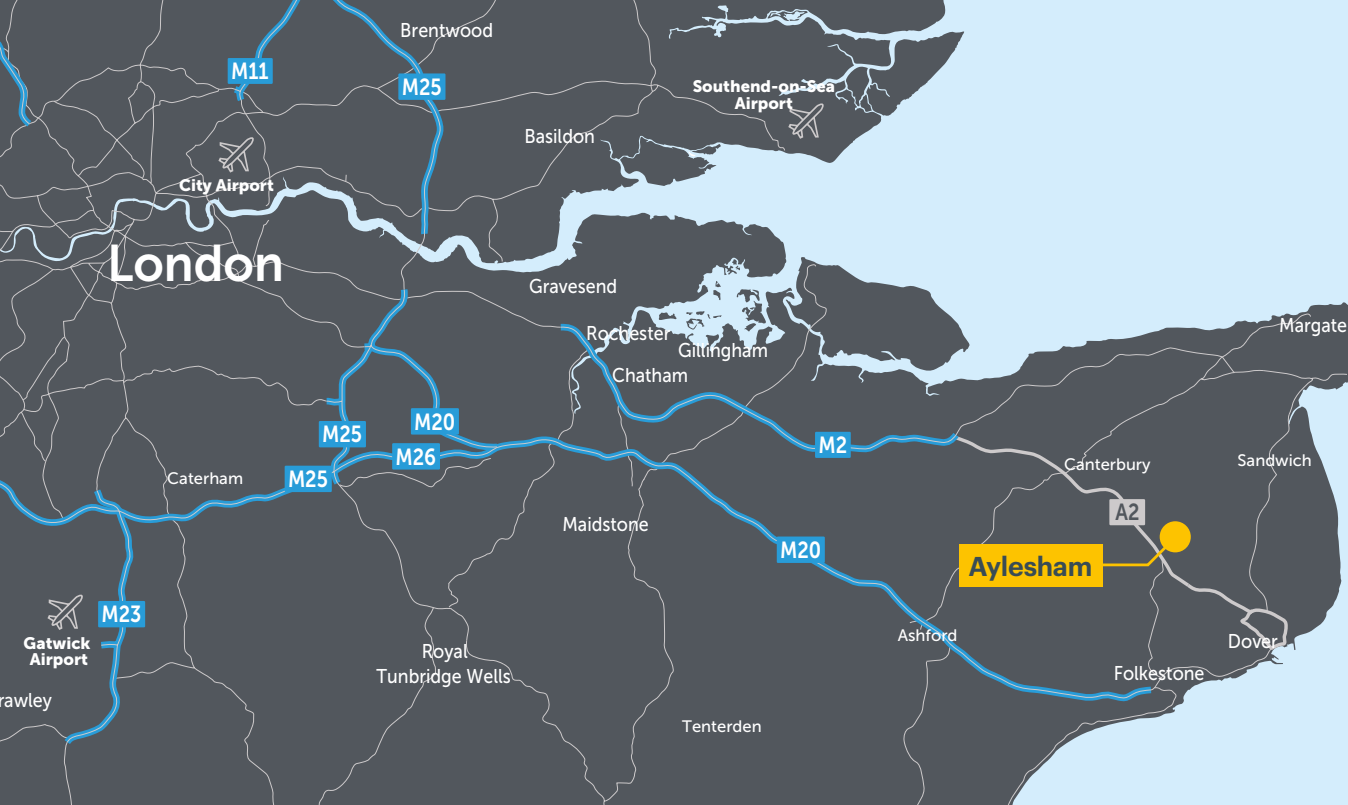 Brentwood
M11
M25
Southend-on-Sea
Airport
Basildon
City Airport
London
Gravesend
Rochester
Gillingham
Margate
Chatham
M20
M25
M2
M26
Canterbury
Sandwich
Caterham
M25
A2
Maidstone
M20
Aylesham
M23
Ashford
Gatwick
Airport
Dover
Royal
Tunbridge Wells
Folkestone
rawley
Tenterden